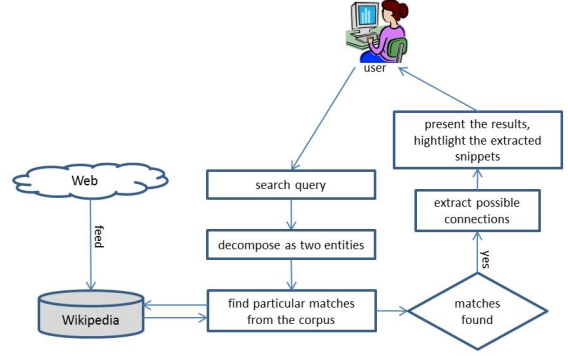 user
present the results,
hightlight the extracted
snippets
Web
search query
extract possible
connections
feed
decompose as two entities
yes
Wikipedia
find particular matches
from the corpus
matches
found